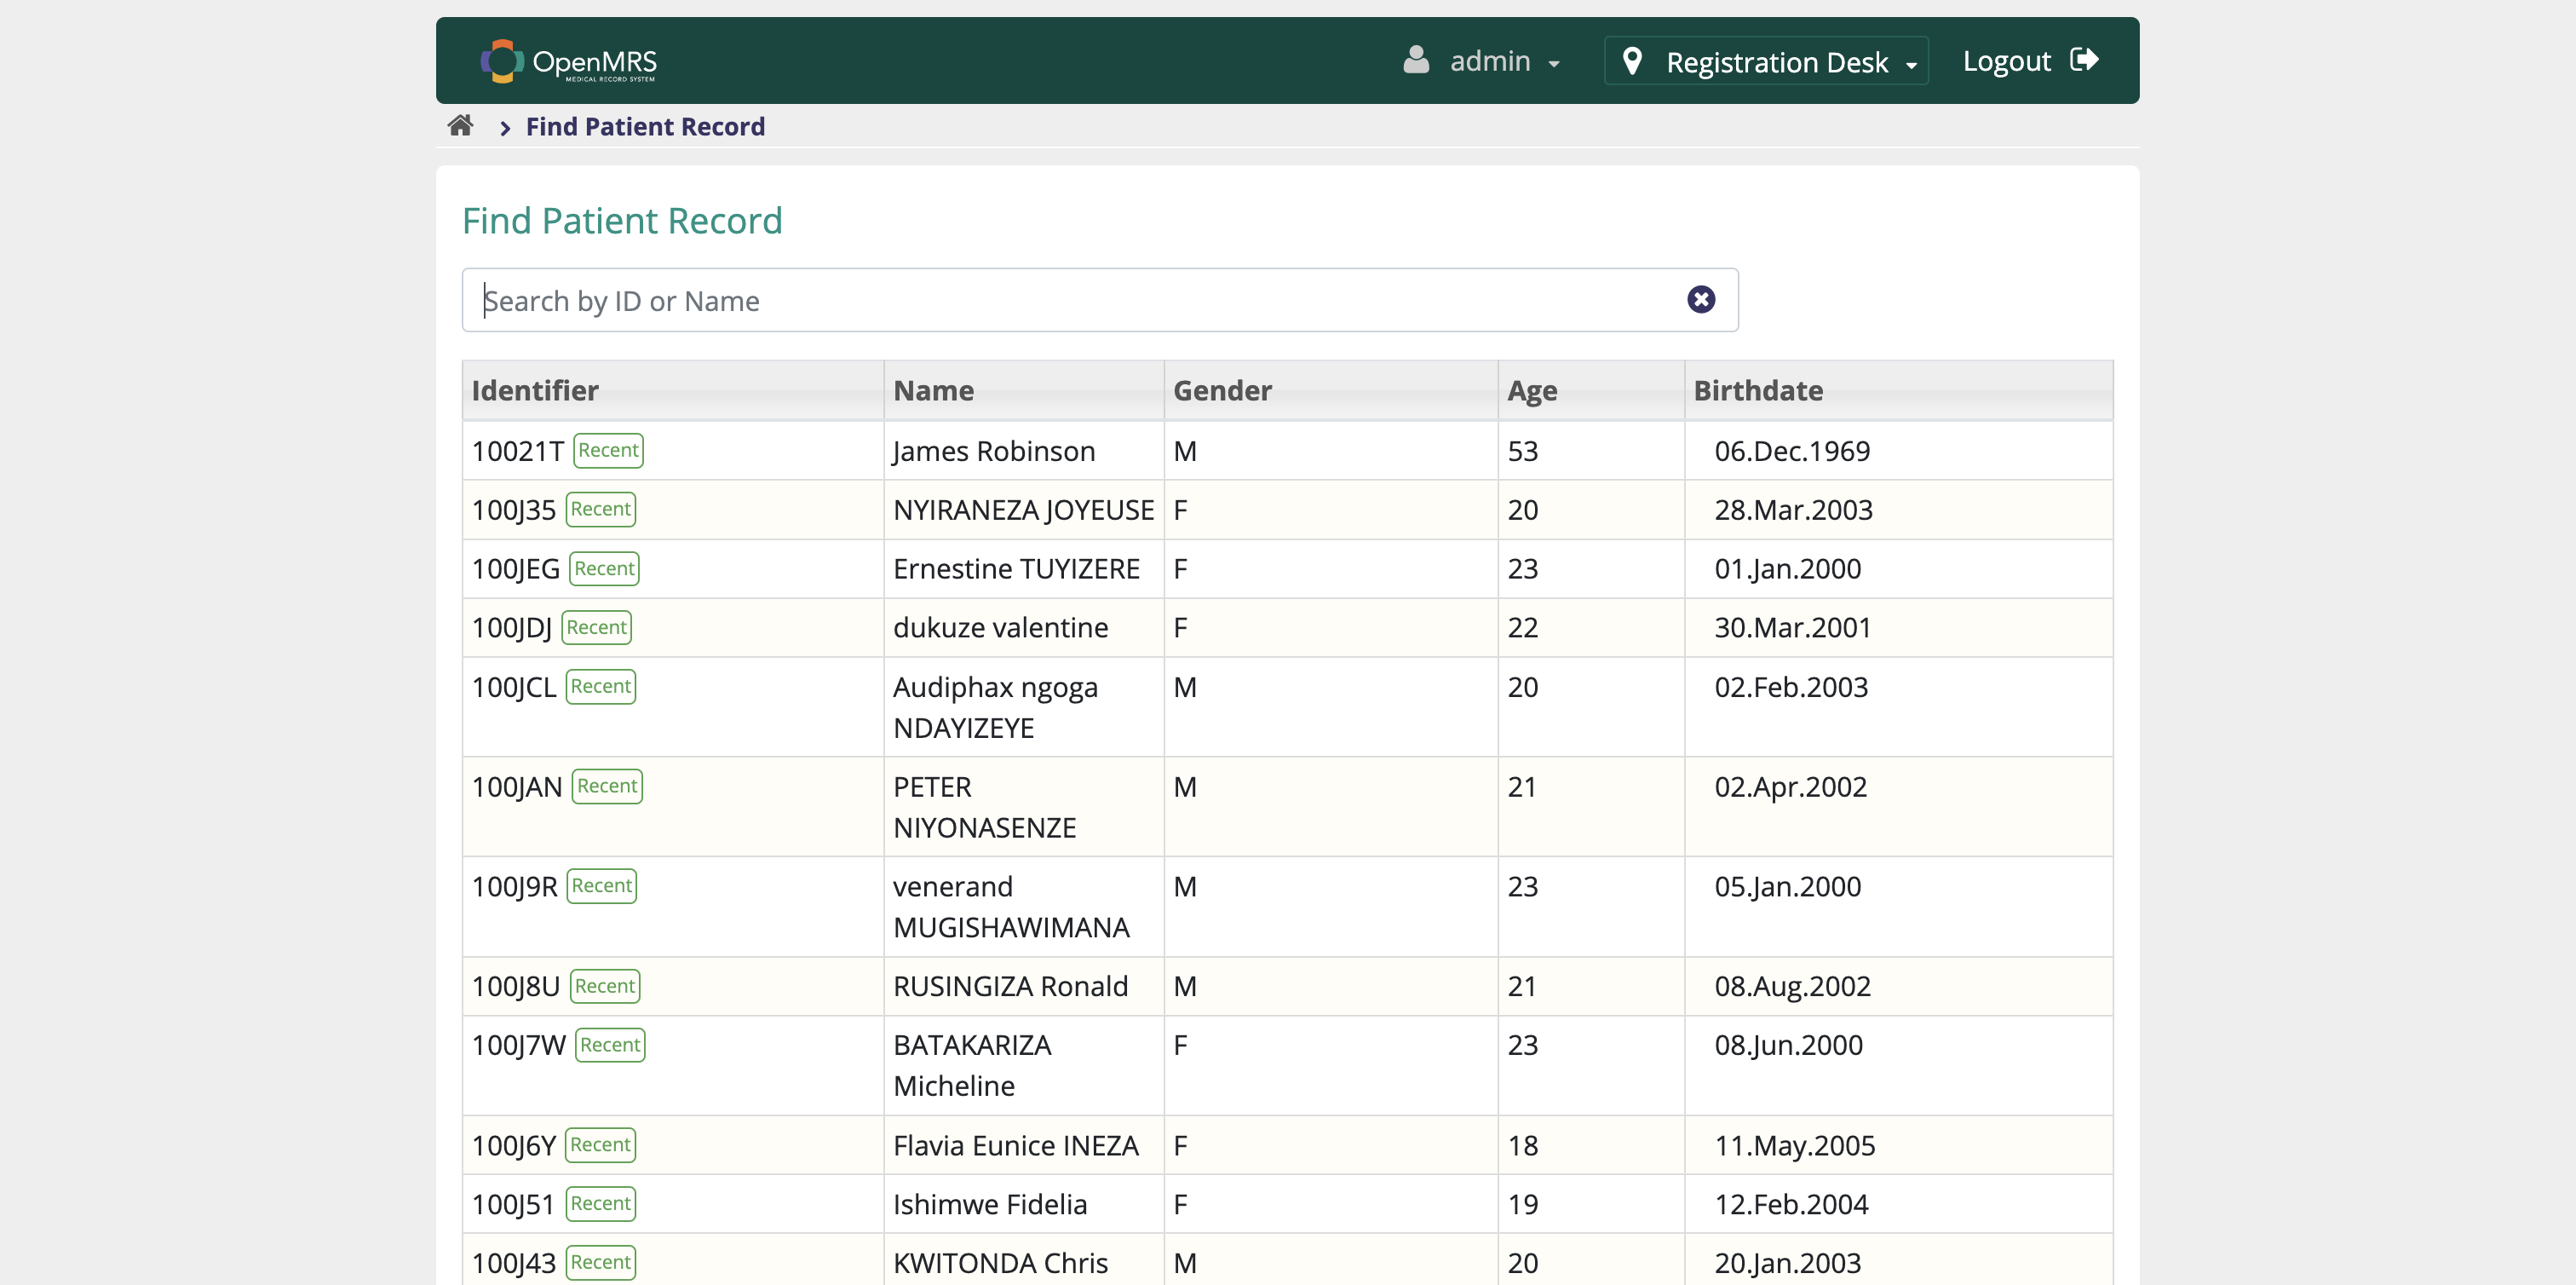 OpenMRS
MEDICAL RECORD SYSTEM
admin
Registration Desk
Logout
Find Patient Record
Find Patient Record
Search by ID or Name
Identifier Name Gender Age Birthdate
10021T Recent James Robinson M 53 06.Dec.1969
100J35 Recent NYIRANEZA JOYEUSE F 20 28.Mar.2003
100JEG Recent Ernestine TUYIZERE F 23 01.Jan.2000
100JDJ Recent dukuze valentine F 22 30.Mar.2001
100JCL Recent Audiphax ngoga M 20 02.Feb.2003
NDAYIZEYE
100JAN Recent PETER M 21 02.Apr.2002
NIYONASENZE
100J9R Recent venerand M 23 05.Jan.2000
MUGISHAWIMANA
100J8U Recent RUSINGIZA Ronald M 21 08.Aug.2002
100J7W Recent BATAKARIZA F 23 08.Jun.2000
Micheline
100J6Y Recent Flavia Eunice INEZA F 18 11.May.2005
100J51 Recent Ishimwe Fidelia F 19 12.Feb.2004
100J43 Recent KWITONDA Chris M 20 20.Jan.2003